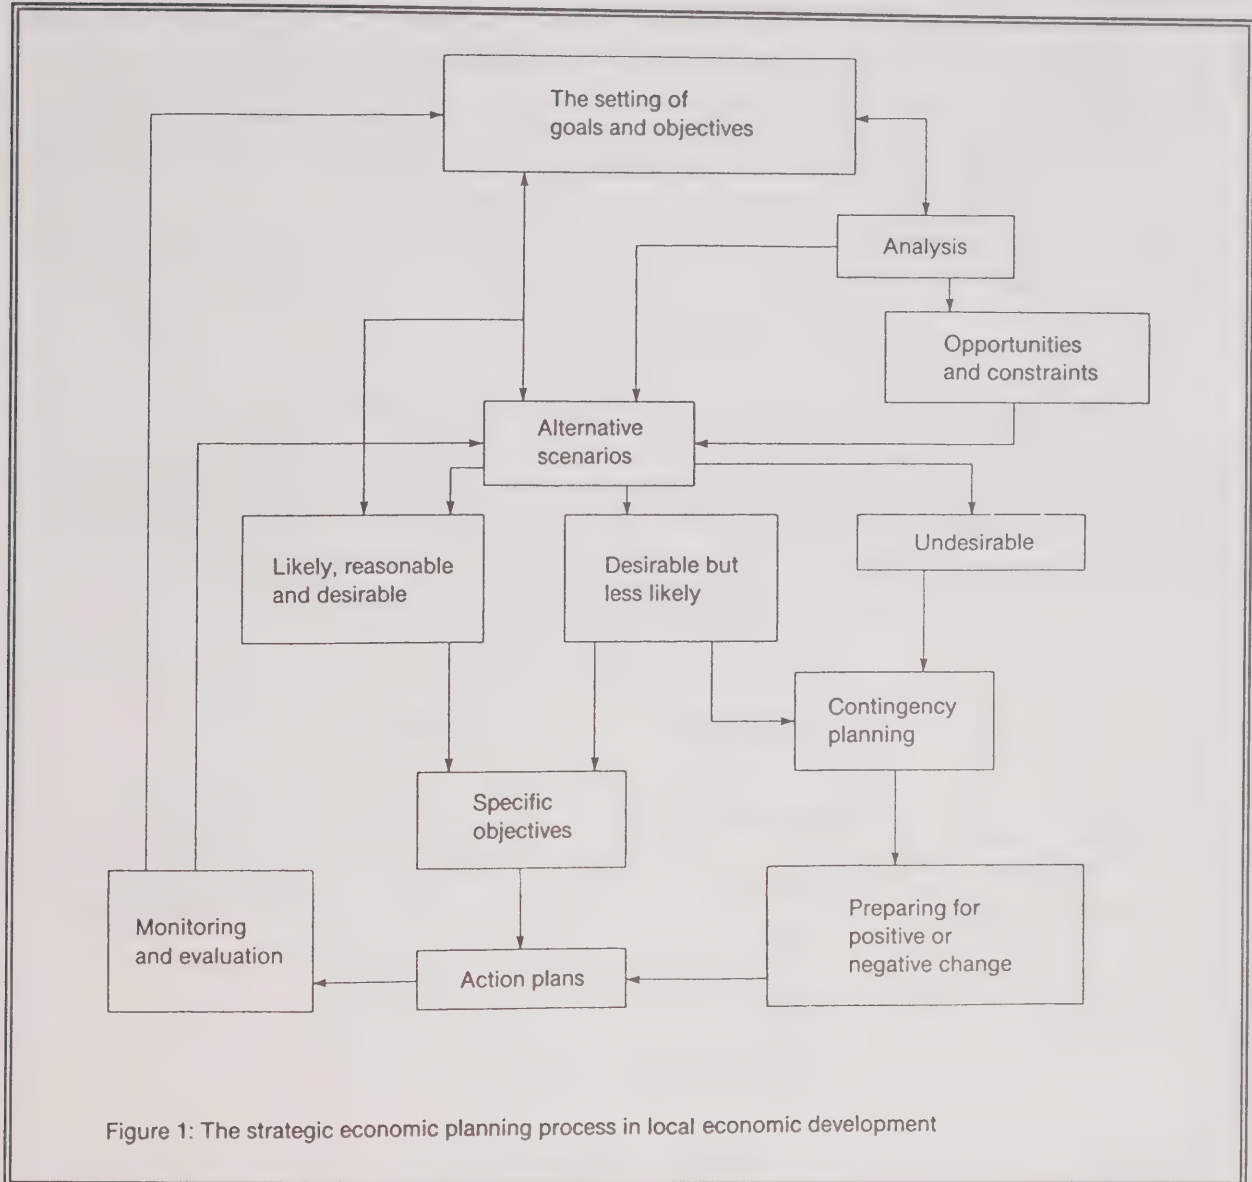 The setting of
goals and objectives
Analysis
Opportunities
and constraints
Alternative
scenarios
Likely, reasonable
and desirable
Desirable but
less likely
Undesirable
Contingency
planning
Specific
objectives
Monitoring
and evaluation
Action plans
Preparing for
positive or
negative change
Figure 1: The strategic economic planning process in local economic development